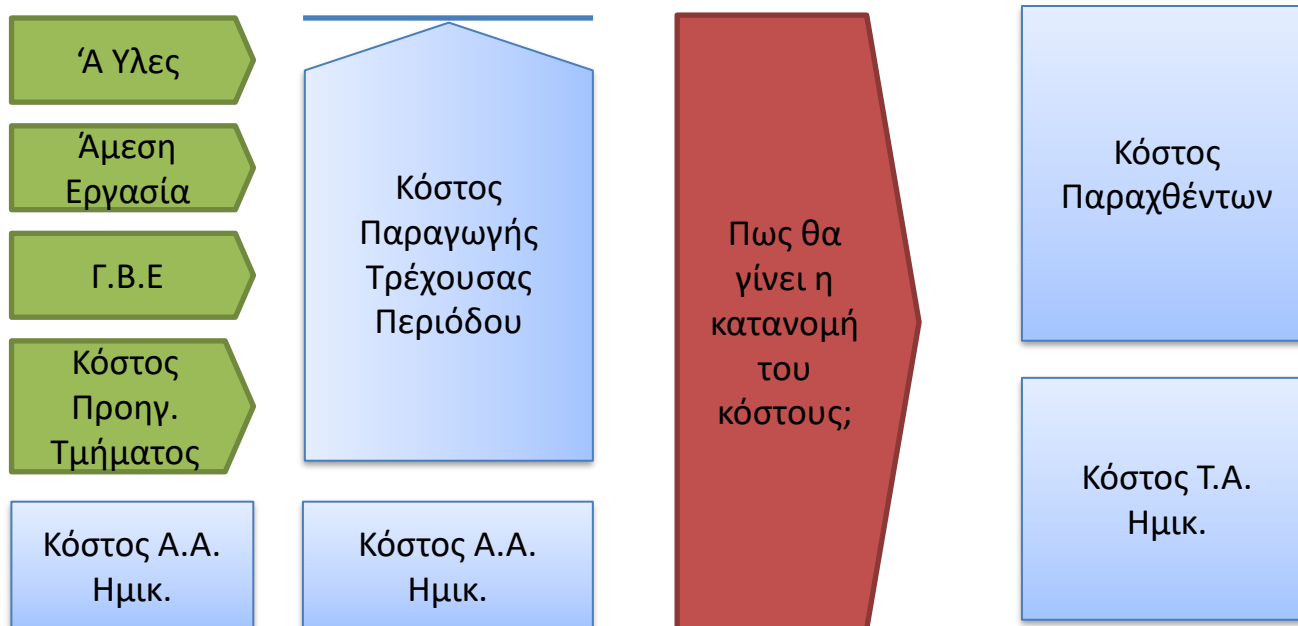 ‘Α Υλες
Άμεση
Εργασία
Γ.Β.Ε
Κόστος
Προηγ.
Τμήματος
Κόστος Α.Α.
Ημικ.
Κόστος
Παραγωγής
Τρέχουσας
Περιόδου
Κόστος Α.Α.
Ημικ.
Πως θα
γίνει η
κατανομή
του
κόστους;
Κόστος
Παραχθέντων
Κόστος Τ.Α.
Ημικ.